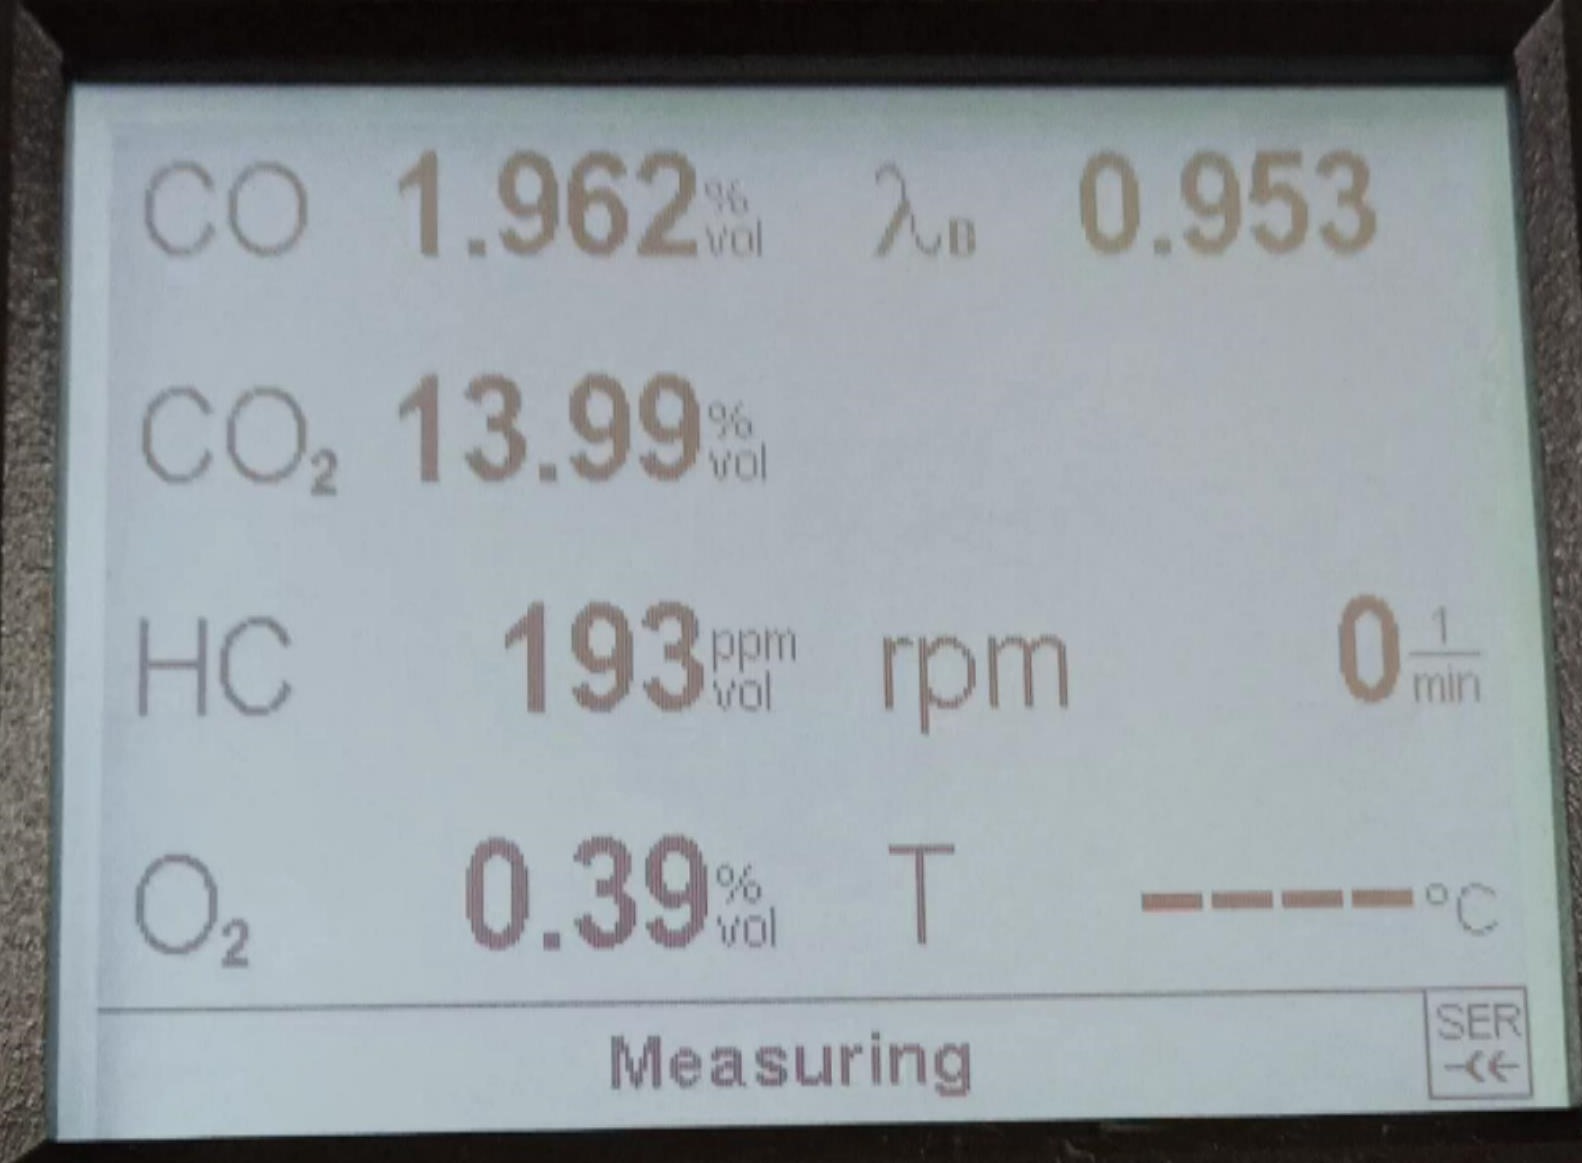 CO 1.962 % vol λB 0.953
CO2 13.99 % vol
HC 193 ppm vol rpm 0 1/min
O2 0.39 % vol T ---- °C
Measuring SER